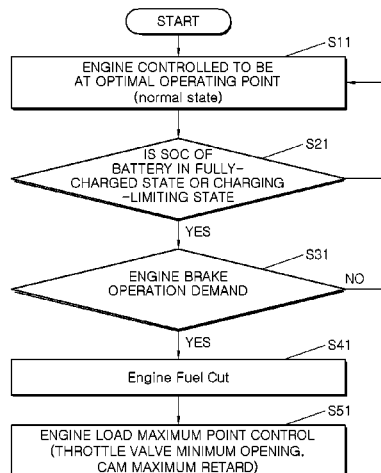 START
S11
ENGINE CONTROLLED TO BE
AT OPTIMAL OPERATING POINT
(normal state)
S21
IS SOC OF
BATTERY IN FULLY-
CHARGED STATE OR CHARGING
-LIMITING STATE
YES
S31
ENGINE BRAKE
OPERATION DEMAND
NO
YES
S41
Engine Fuel Cut
S51
ENGINE LOAD MAXIMUM POINT CONTROL
(THROTTLE VALVE MINIMUM OPENING,
CAM MAXIMUM RETARD)